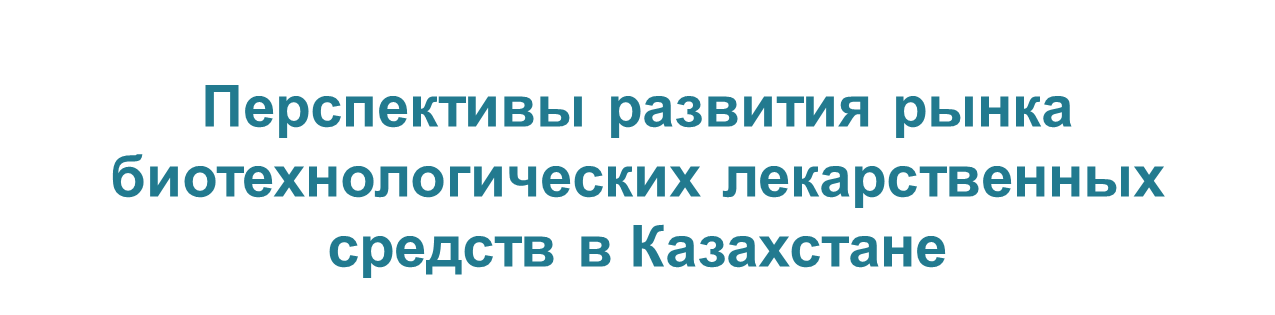 Перспективы развития рынка
биотехнологических лекарственных
средств в Казахстане